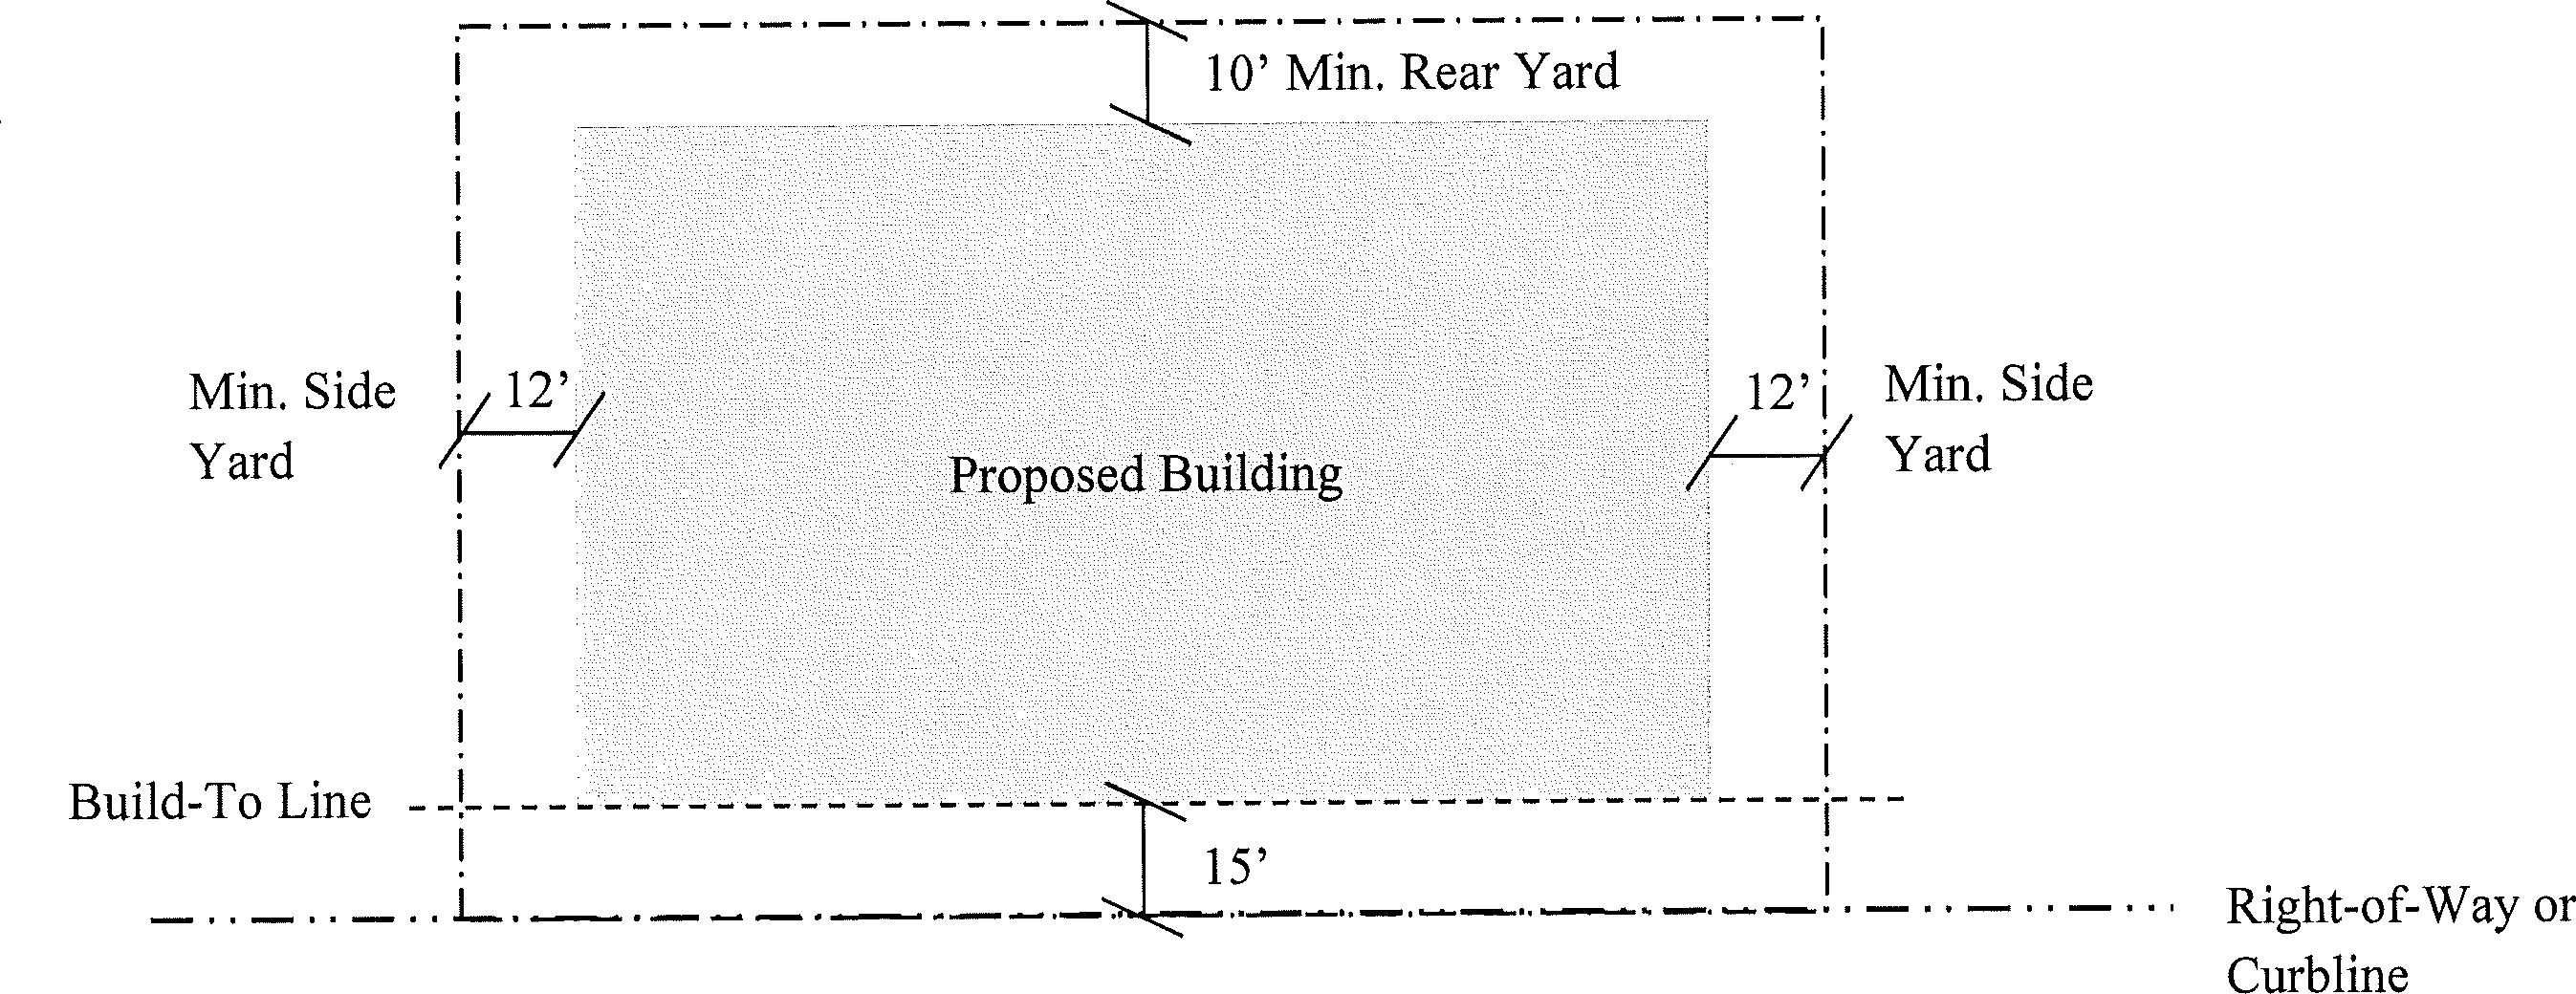 10’ Min. Rear Yard
Min. Side
Yard
12’
12’
Min. Side
Yard
Proposed Building
Build-To Line
15’
Right-of-Way or
Curbline